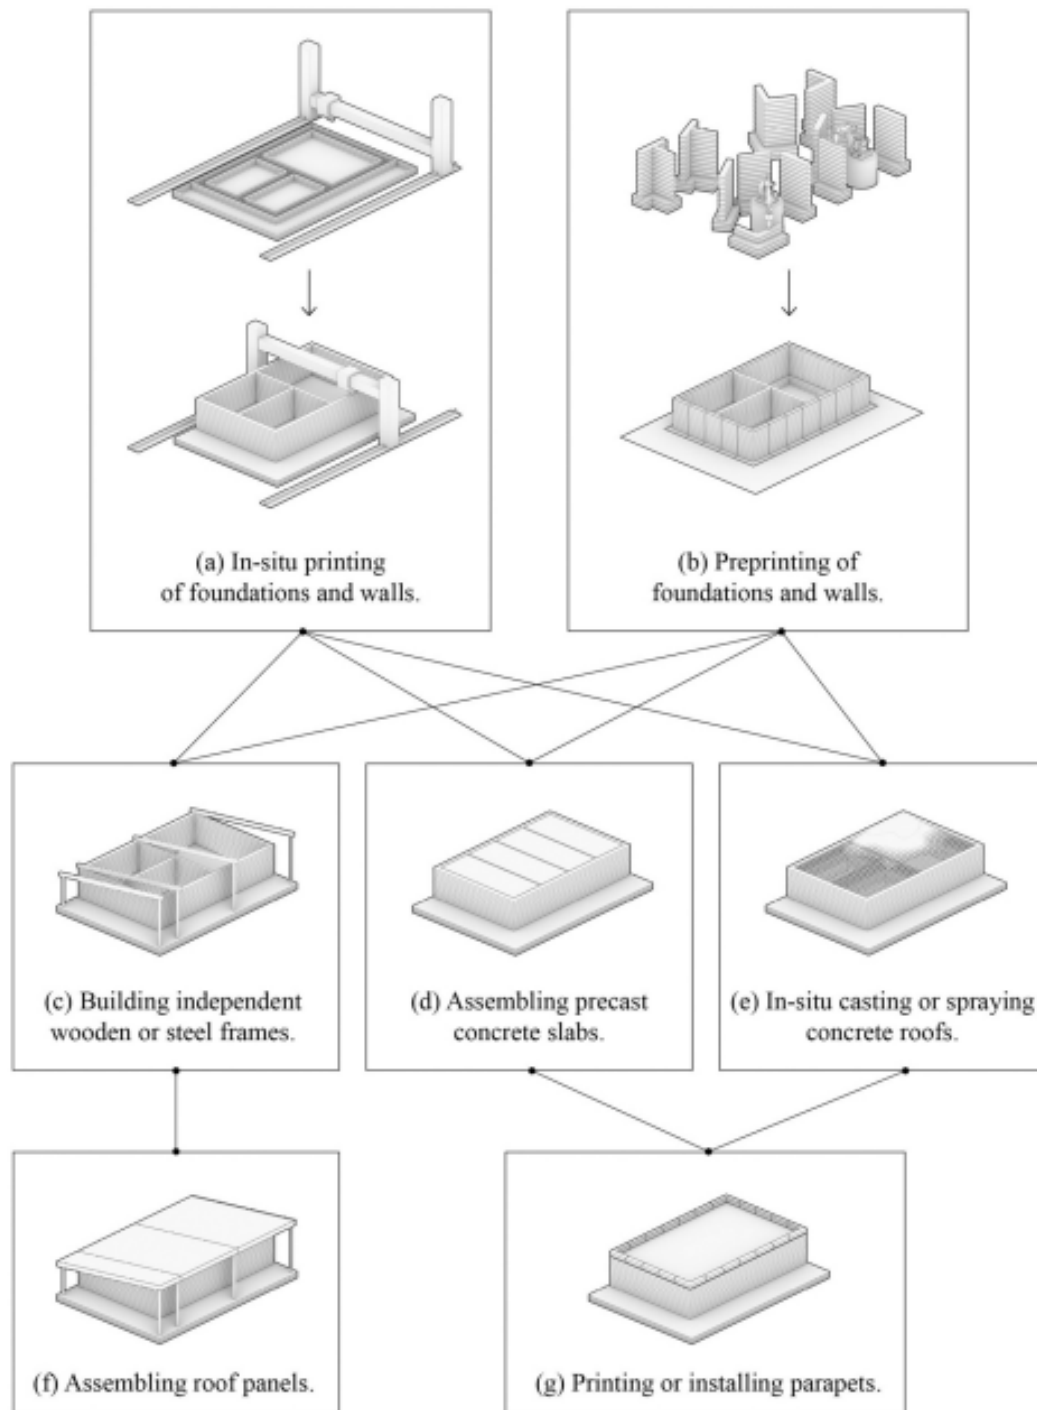 (a) In-situ printing
of foundations and walls.
(b) Preprinting of
foundations and walls.
(c) Building independent
wooden or steel frames.
(d) Assembling precast
concrete slabs.
(e) In-situ casting or spraying
concrete roofs.
(f) Assembling roof panels.
(g) Printing or installing parapets.